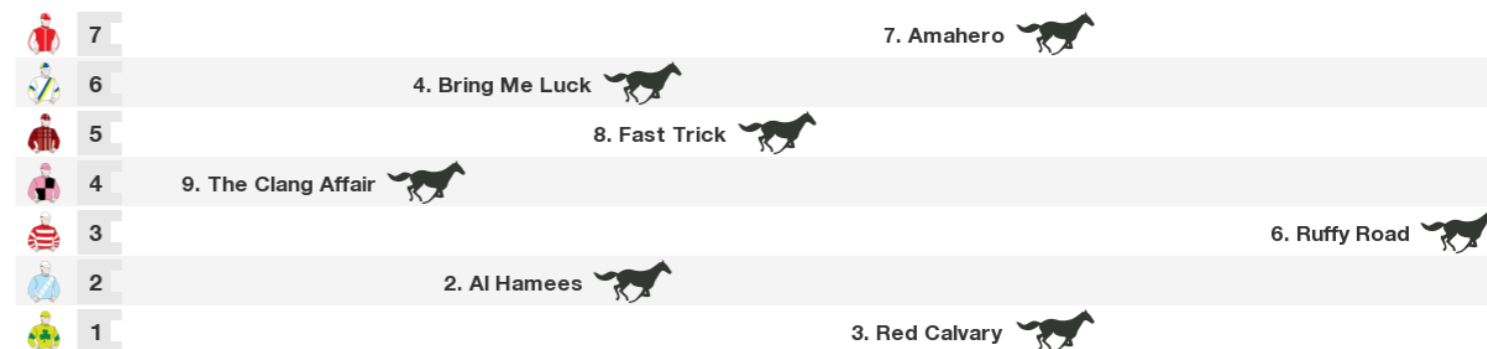 7 7. Amahero
6 4. Bring Me Luck
5 8. Fast Trick
4 9. The Clang Affair
3 6. Ruffy Road
2 2. Al Hamees
1 3. Red Calvary